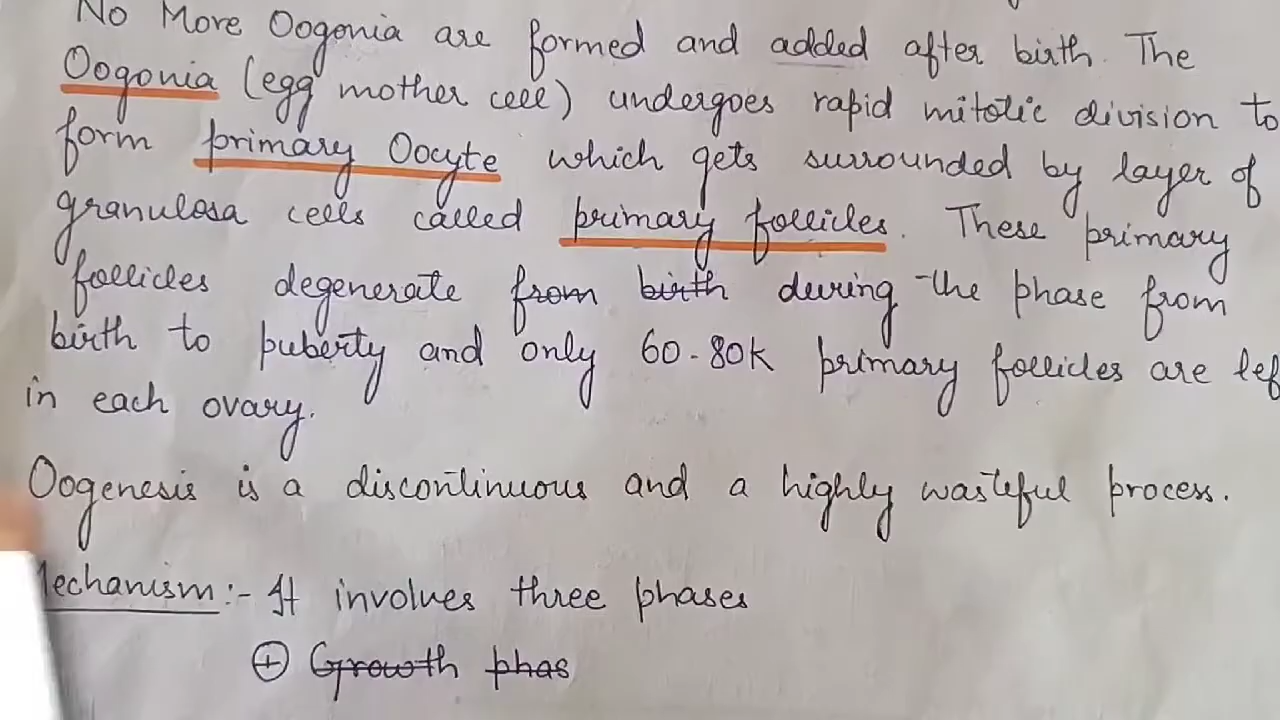 No More Oogonia are formed and added after birth. The
Oogonia (egg mother cell) undergoes rapid mitotic division to
form primary Oocyte which gets surrounded by layer of
granulosa cells called primary follicles. These primary
follicles degenerate from birth during the phase from
birth to puberty and only 60-80k primary follicles are lef
in each ovary.
Oogenesis is a discontinuous and a highly wasteful process.
Mechanism:- It involves three phases
Growth phas